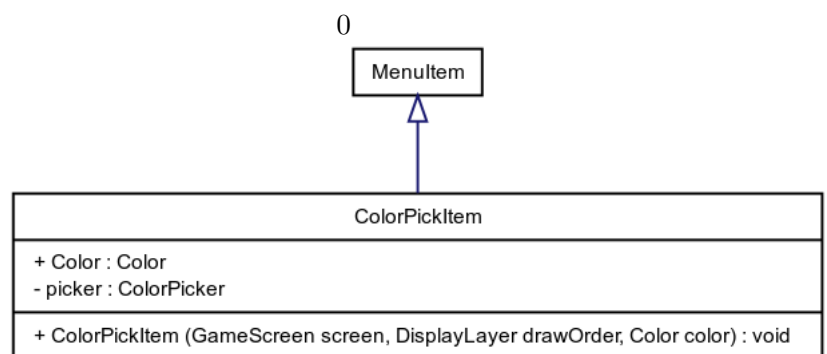 0
MenuItem
ColorPickItem
+ Color : Color
- picker : ColorPicker
+ ColorPickItem (GameScreen screen, DisplayLayer drawOrder, Color color) : void